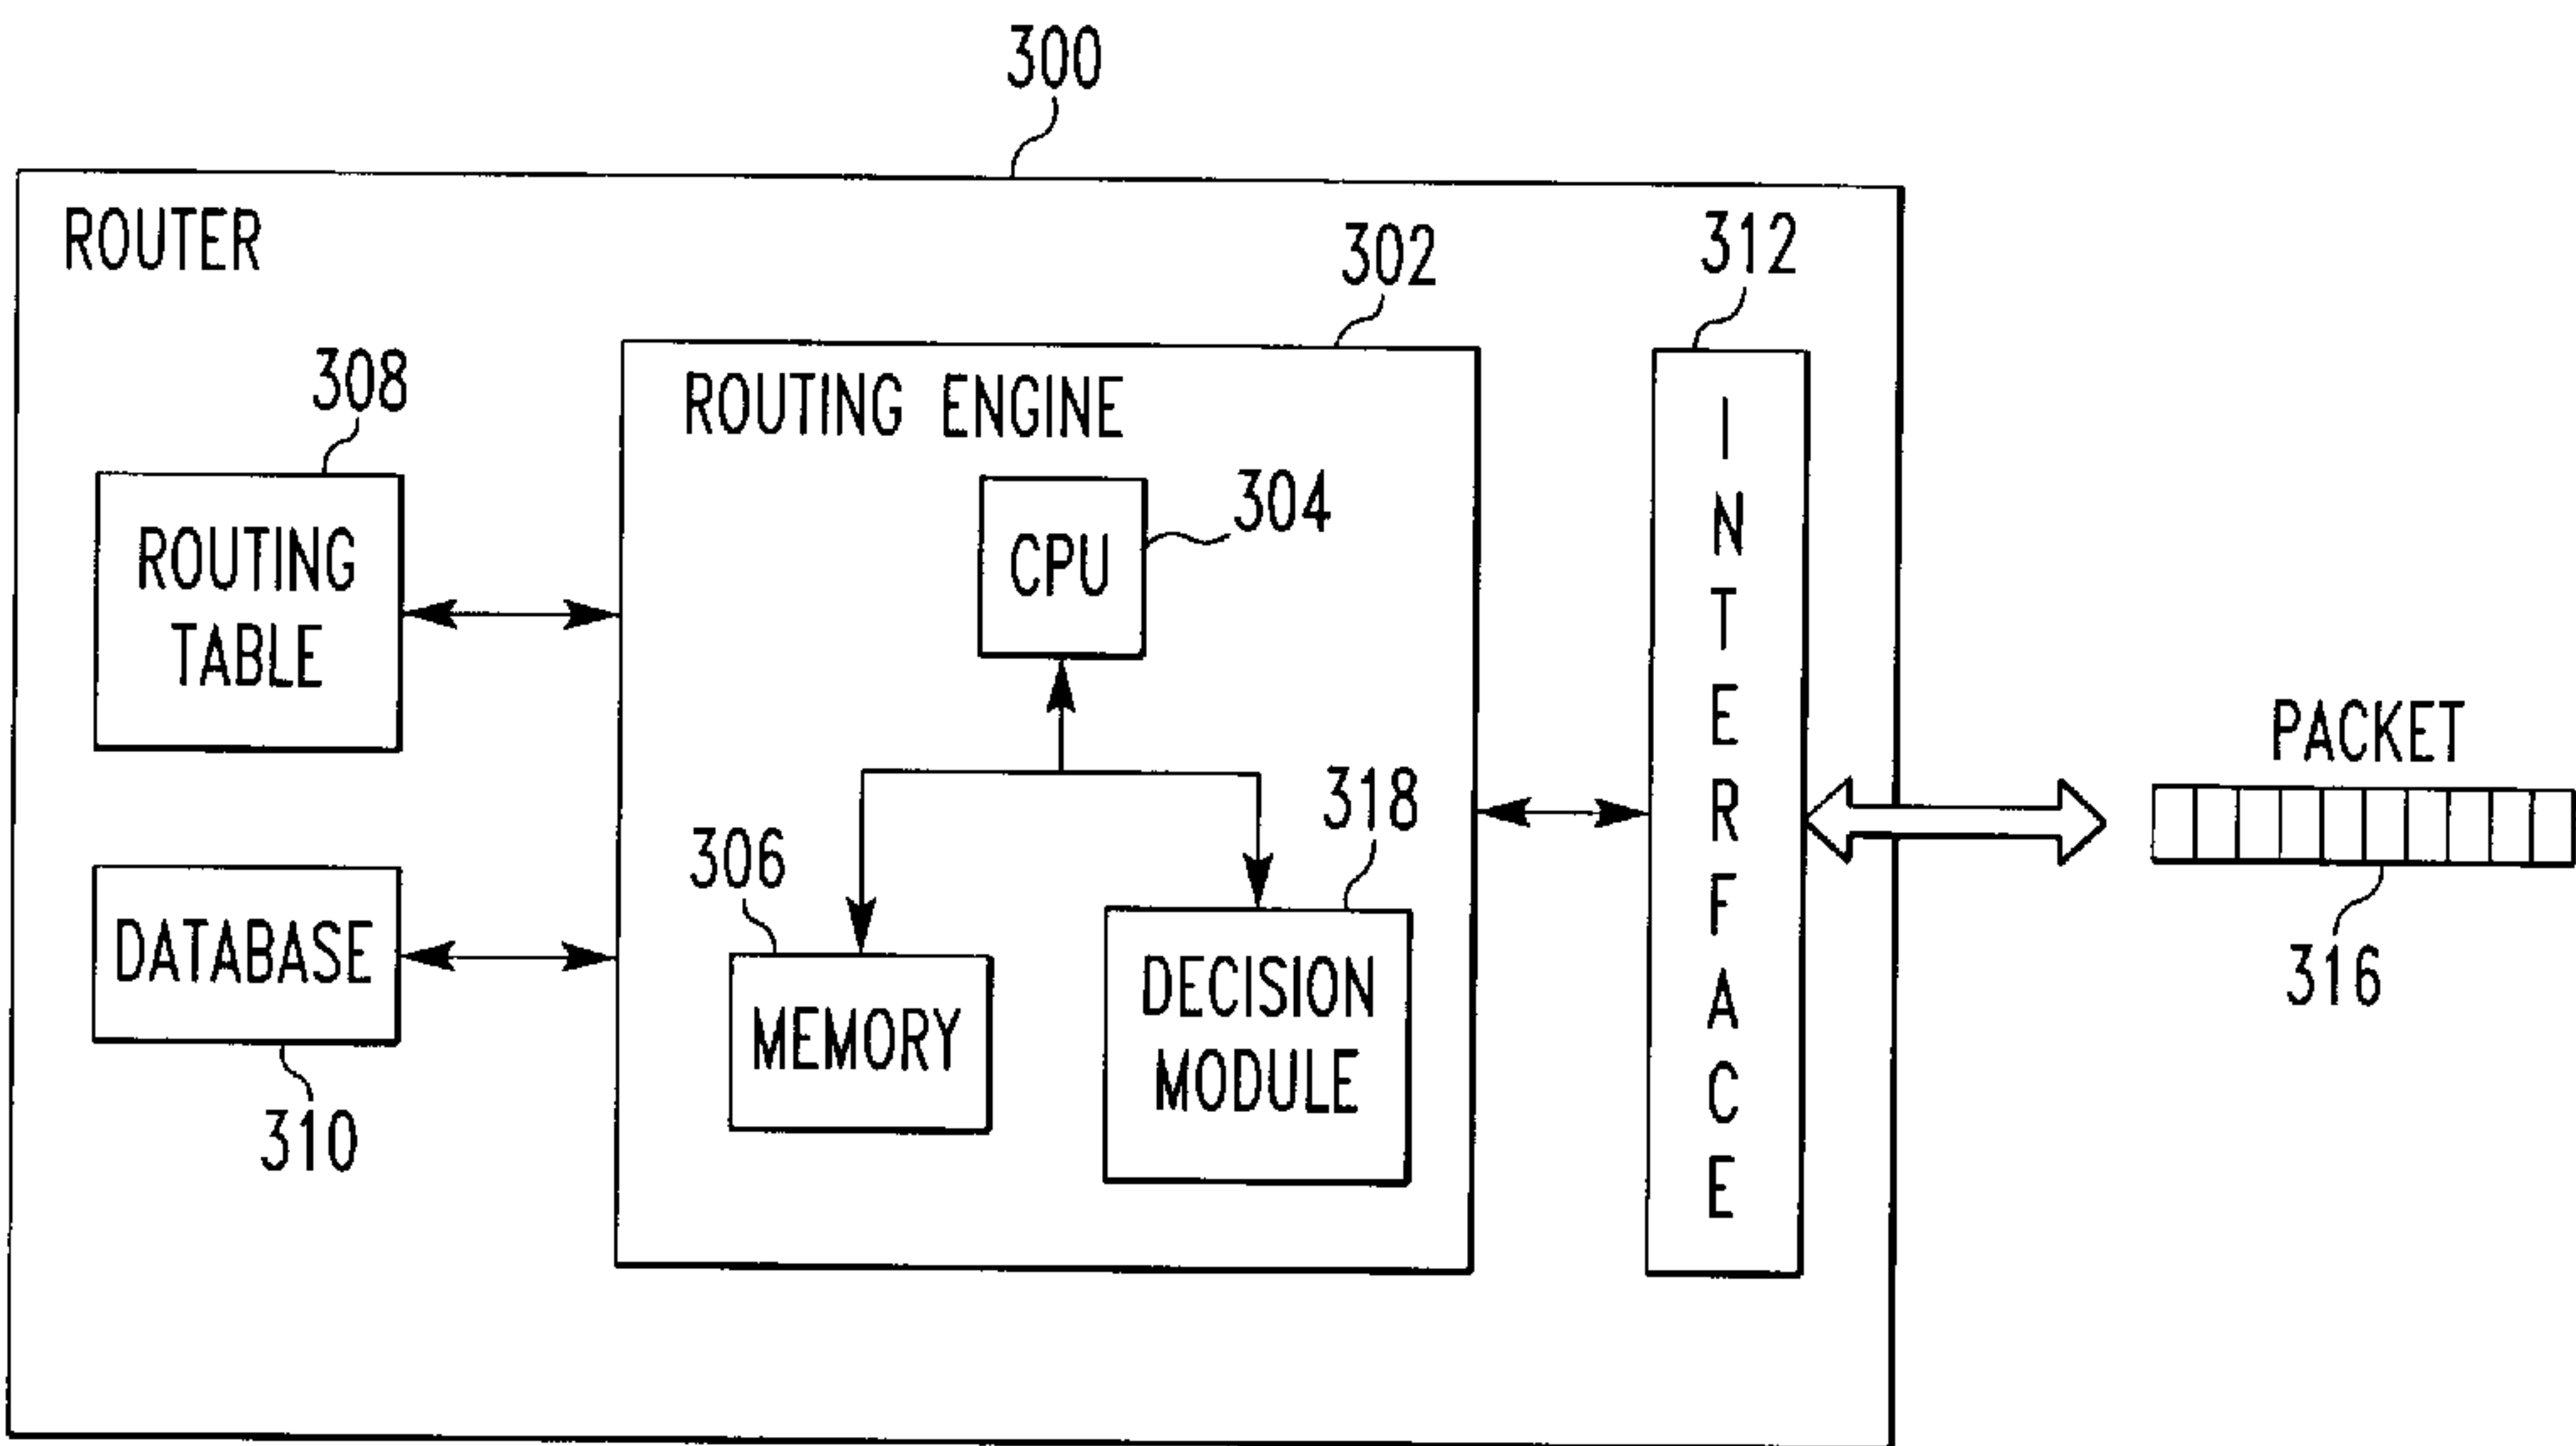 300
ROUTER
302
312
308
ROUTING ENGINE
ROUTING
TABLE
304
CPU
INTERFACE
PACKET
316
318
306
DATABASE
310
MEMORY
DECISION
MODULE